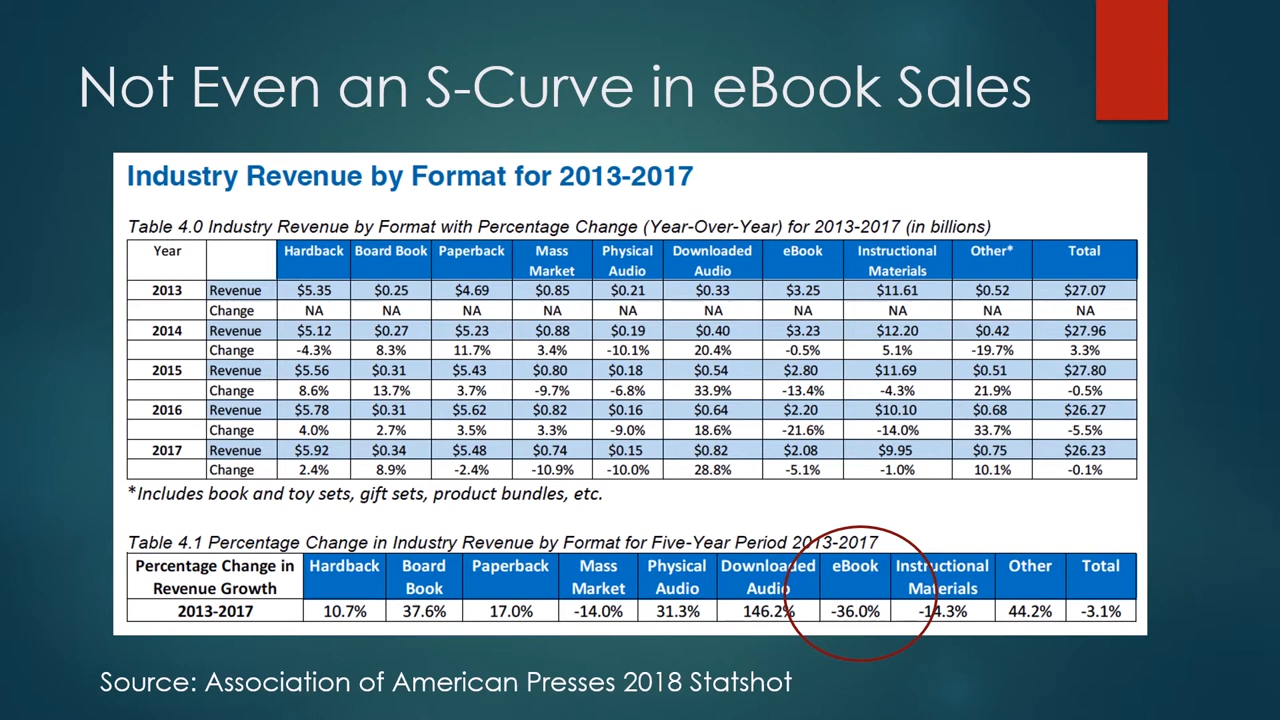 Not Even an S-Curve in eBook Sales
Industry Revenue by Format for 2013-2017
Table 4.0 Industry Revenue by Format with Percentage Change (Year-Over-Year) for 2013-2017 (in billions)
Year Hardback Board Book Paperback Mass Market Physical Audio Downloaded Audio eBook Instructional Materials Other* Total
2013 Revenue $5.35 $0.25 $4.69 $0.85 $0.21 $0.33 $3.25 $11.61 $0.52 $27.07
Change NA NA NA NA NA NA NA NA NA NA
2014 Revenue $5.12 $0.27 $5.23 $0.88 $0.19 $0.40 $3.23 $12.20 $0.42 $27.96
Change -4.3% 8.3% 11.7% 3.4% -10.1% 20.4% -0.5% 5.1% -19.7% 3.3%
2015 Revenue $5.56 $0.31 $5.43 $0.80 $0.18 $0.54 $2.80 $11.69 $0.51 $27.80
Change 8.6% 13.7% 3.7% -9.7% -6.8% 33.9% -13.4% -4.3% 21.9% -0.5%
2016 Revenue $5.78 $0.31 $5.62 $0.82 $0.16 $0.64 $2.20 $10.10 $0.68 $26.27
Change 4.0% 2.7% 3.5% 3.3% -9.0% 18.6% -21.6% -14.0% 33.7% -5.5%
2017 Revenue $5.92 $0.34 $5.48 $0.74 $0.15 $0.82 $2.08 $9.95 $0.75 $26.23
Change 2.4% 8.9% -2.4% -10.9% -10.0% 28.8% -5.1% -1.0% 10.1% -0.1%
*Includes book and toy sets, gift sets, product bundles, etc.
Table 4.1 Percentage Change in Industry Revenue by Format for Five-Year Period 2013-2017
Percentage Change in Revenue Growth Hardback Board Book Paperback Mass Market Physical Audio Downloaded Audio eBook Instructional Materials Other Total
2013-2017 10.7% 37.6% 17.0% -14.0% 31.3% 146.2% -36.0% -14.3% 44.2% -3.1%
Source: Association of American Presses 2018 Statshot